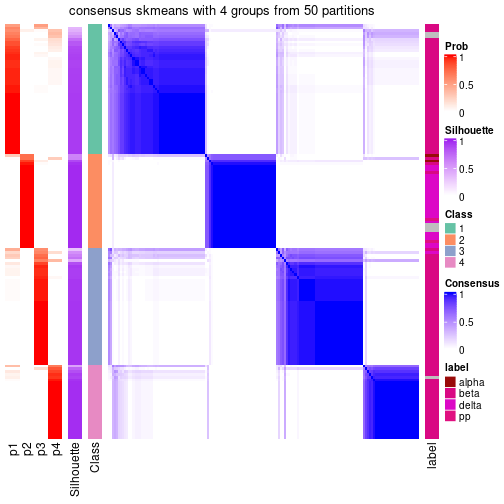 consensus skmeans with 4 groups from 50 partitions
Prob
1
0.5
0
Silhouette
1
0.5
0
Class
1
2
3
4
Consensus
1
0.5
0
label
alpha
beta
delta
pp
p1
p2
p3
p4
Silhouette
Class
label